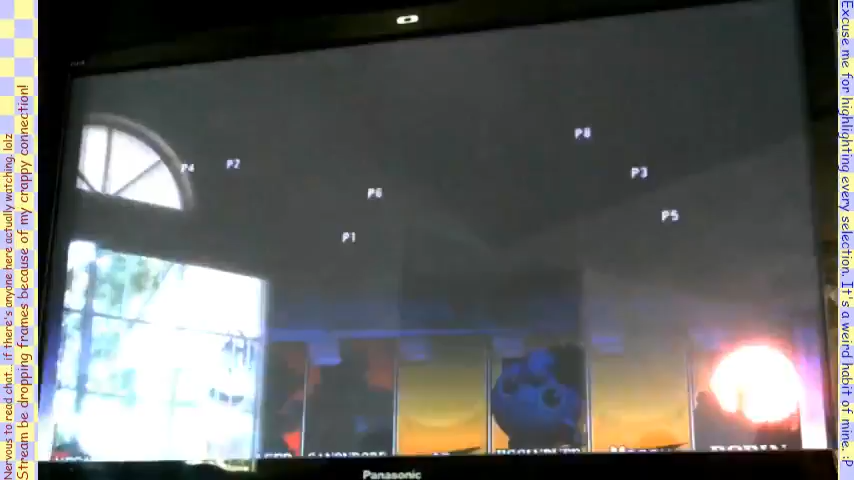 Nervous to read chat... if there's anyone here actually watching. lolz
Stream be dropping frames because of my crappy connection!
P8
P4
P2
P3
P6
P5
P1
ROBIN
Panasonic
Excuse me for highlighting every selection. It's a weird habit of mine. :P